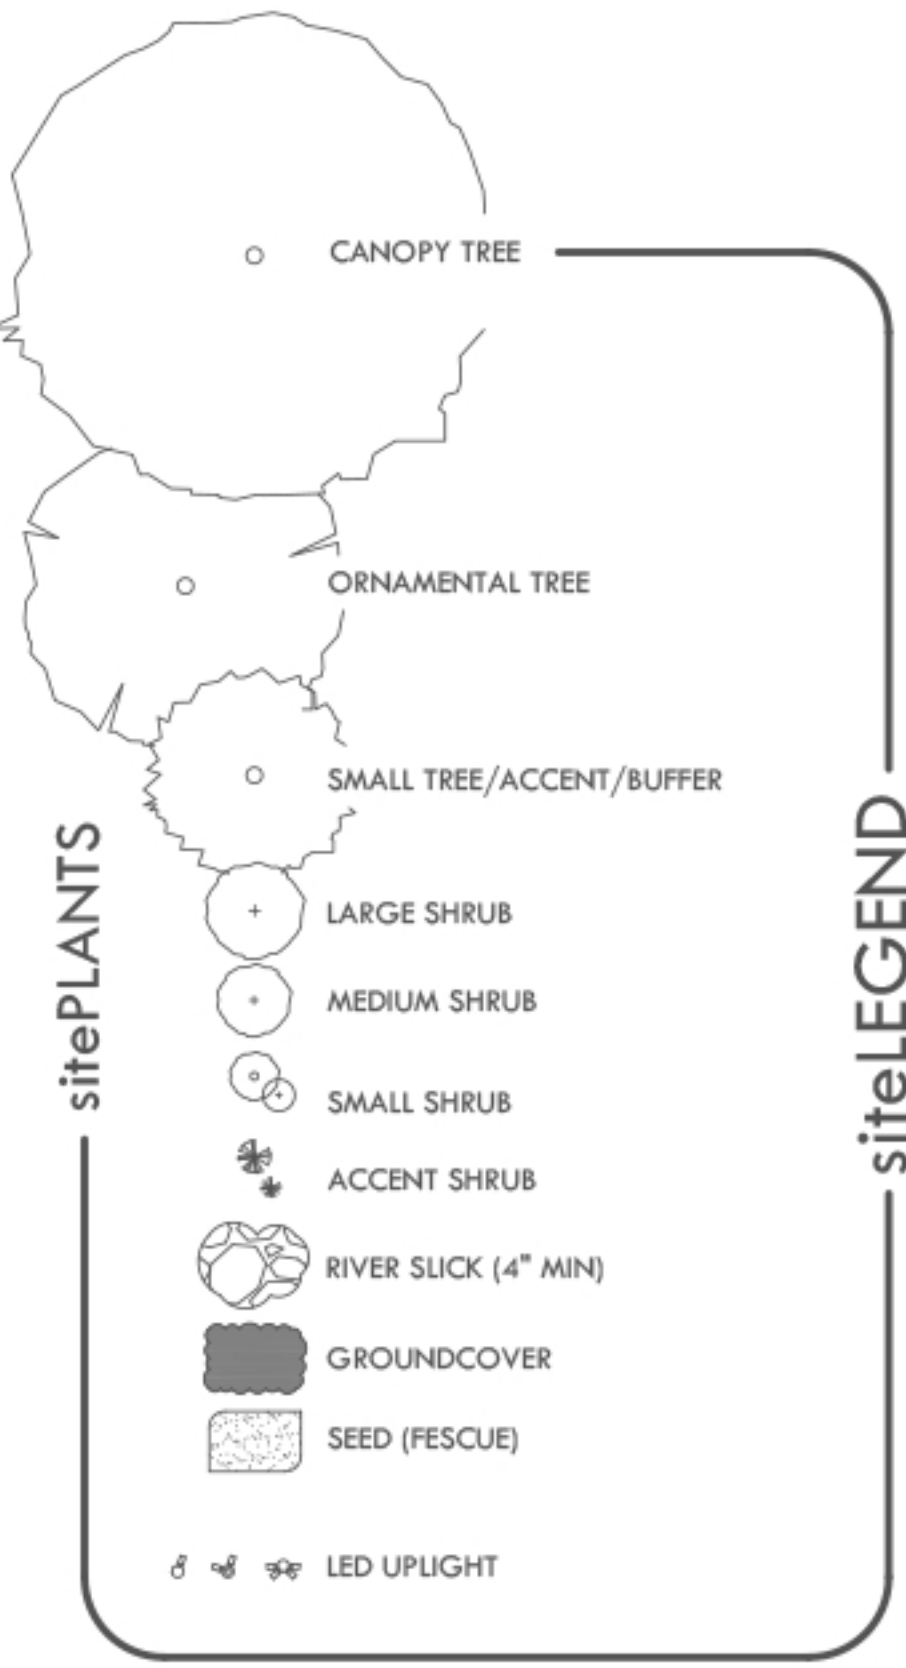 CANOPY TREE
ORNAMENTAL TREE
SMALL TREE/ACCENT/BUFFER
LARGE SHRUB
MEDIUM SHRUB
SMALL SHRUB
ACCENT SHRUB
RIVER SLICK (4" MIN)
GROUNDCOVER
SEED (FESCUE)
LED UPLIGHT
sitePLANTS
siteLEGEND